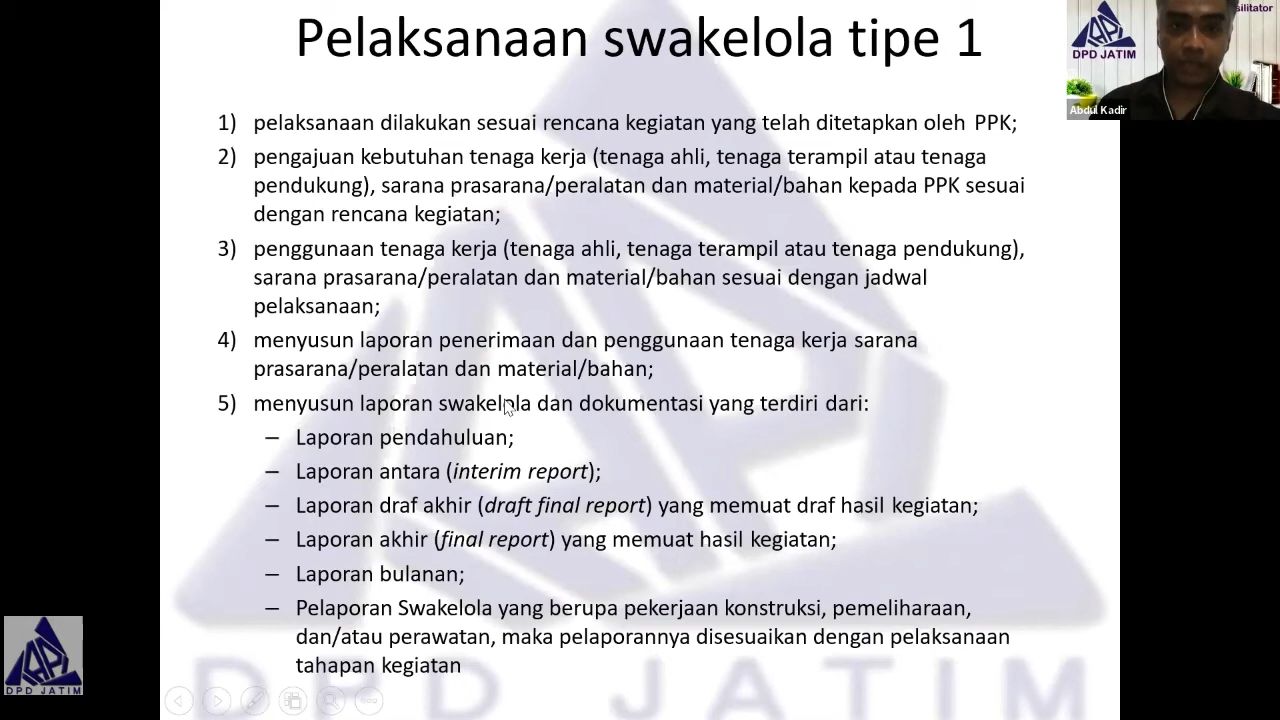 Pelaksanaan swakelola tipe 1
silitator
DPD JATIM
Abdul Kadir
1) pelaksanaan dilakukan sesuai rencana kegiatan yang telah ditetapkan oleh PPK;
2) pengajuan kebutuhan tenaga kerja (tenaga ahli, tenaga terampil atau tenaga
pendukung), sarana prasarana/peralatan dan material/bahan kepada PPK sesuai
dengan rencana kegiatan;
3) penggunaan tenaga kerja (tenaga ahli, tenaga terampil atau tenaga pendukung),
sarana prasarana/peralatan dan material/bahan sesuai dengan jadwal
pelaksanaan;
4) menyusun laporan penerimaan dan penggunaan tenaga kerja sarana
prasarana/peralatan dan material/bahan;
5) menyusun laporan swakelola dan dokumentasi yang terdiri dari:
– Laporan pendahuluan;
– Laporan antara (interim report);
– Laporan draf akhir (draft final report) yang memuat draf hasil kegiatan;
– Laporan akhir (final report) yang memuat hasil kegiatan;
– Laporan bulanan;
– Pelaporan Swakelola yang berupa pekerjaan konstruksi, pemeliharaan,
dan/atau perawatan, maka pelaporannya disesuaikan dengan pelaksanaan
tahapan kegiatan
DPD JATIM
DPD JATIM